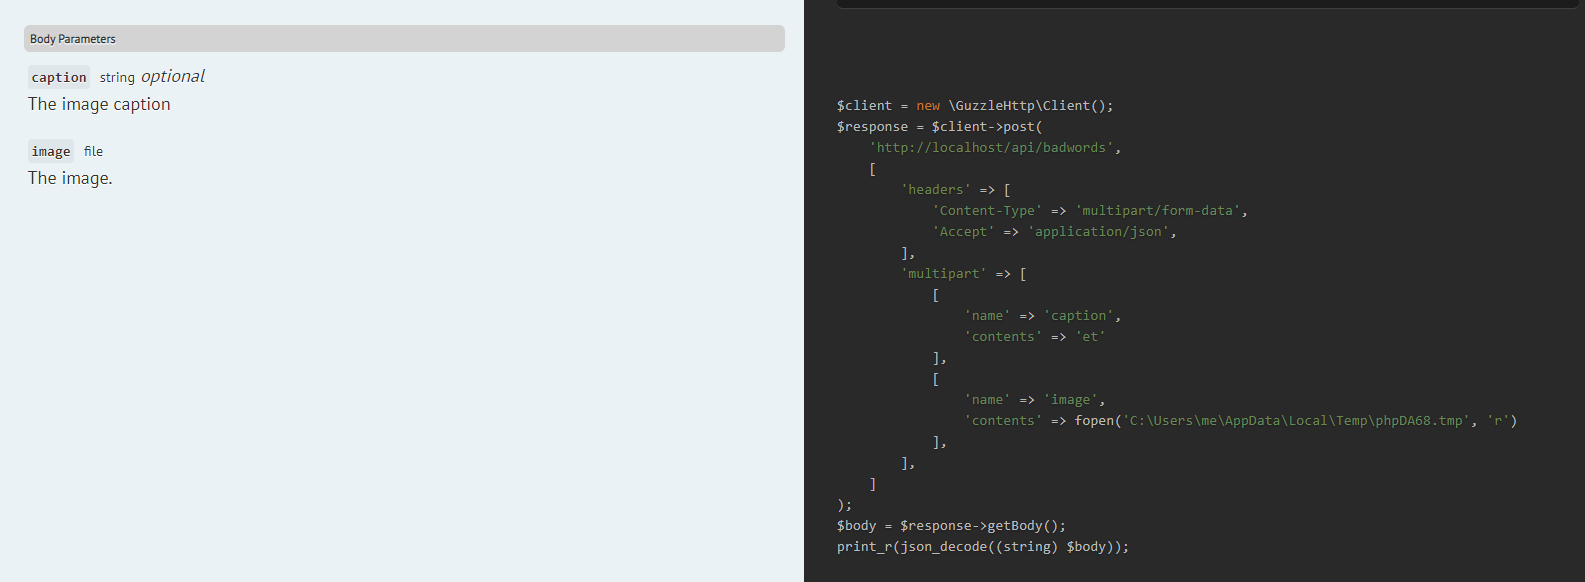 Body Parameters
caption string optional
The image caption
image file
The image.
$client = new \GuzzleHttp\Client();
$response = $client->post(
    'http://localhost/api/badwords',
    [
        'headers' => [
            'Content-Type' => 'multipart/form-data',
            'Accept' => 'application/json',
        ],
        'multipart' => [
            [
                'name' => 'caption',
                'contents' => 'et'
            ],
            [
                'name' => 'image',
                'contents' => fopen('C:\Users\me\AppData\Local\Temp\phpDA68.tmp', 'r')
            ],
        ],
    ]
);
$body = $response->getBody();
print_r(json_decode((string) $body));